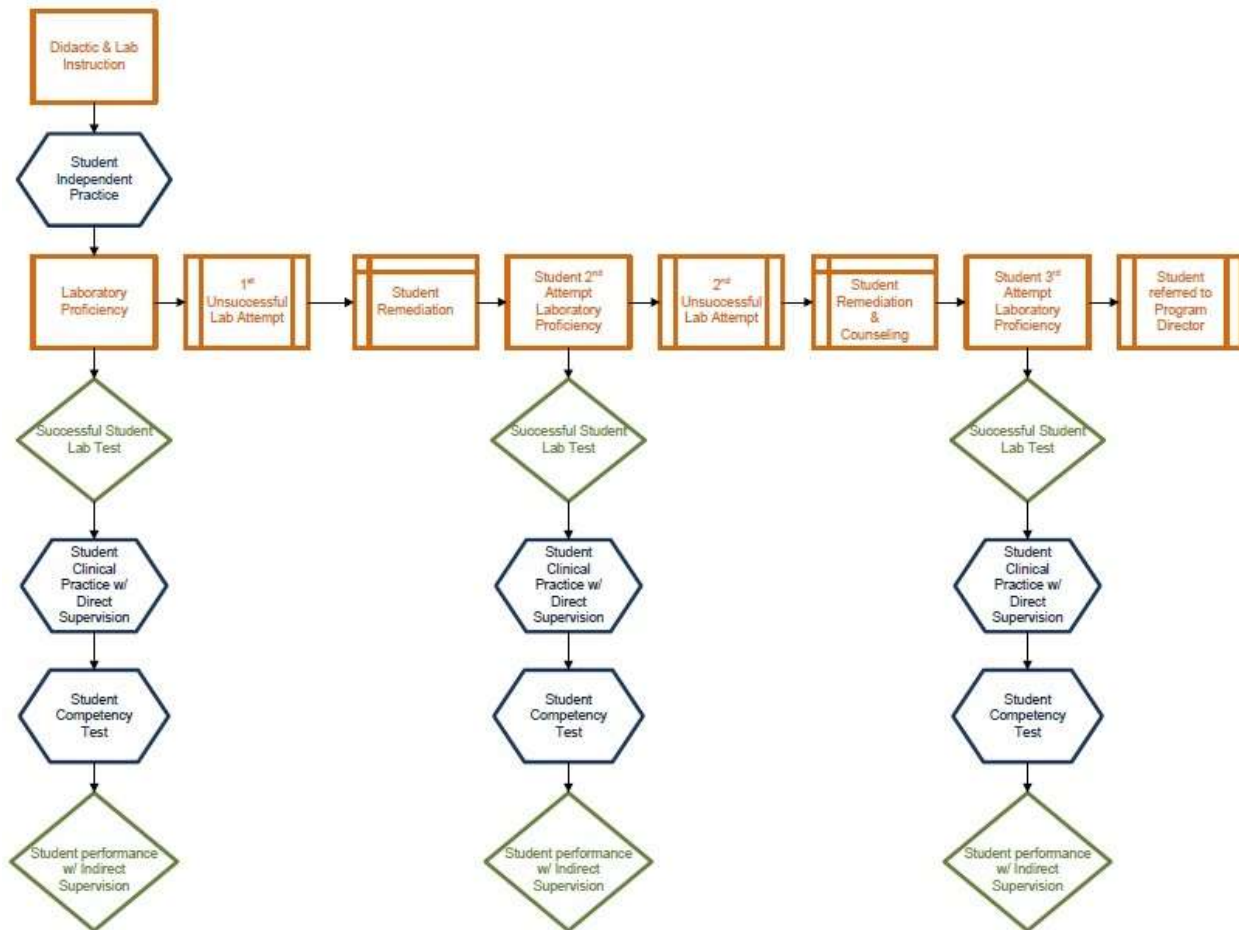 Didactic & Lab
Instruction
Student
Independent
Practice
Laboratory
Proficiency
1st
Unsuccessful
Lab Attempt
Student
Remediation
Student 2nd
Attempt
Laboratory
Proficiency
2nd
Unsuccessful
Lab Attempt
Student
Remediation
&
Counseling
Student 3rd
Attempt
Laboratory
Proficiency
Student
referred to
Program
Director
Successful Student
Lab Test
Successful Student
Lab Test
Successful Student
Lab Test
Student
Clinical
Practice w/
Direct
Supervision
Student
Clinical
Practice w/
Direct
Supervision
Student
Clinical
Practice w/
Direct
Supervision
Student
Competency
Test
Student
Competency
Test
Student
Competency
Test
Student performance
w/ Indirect
Supervision
Student performance
w/ Indirect
Supervision
Student performance
w/ Indirect
Supervision